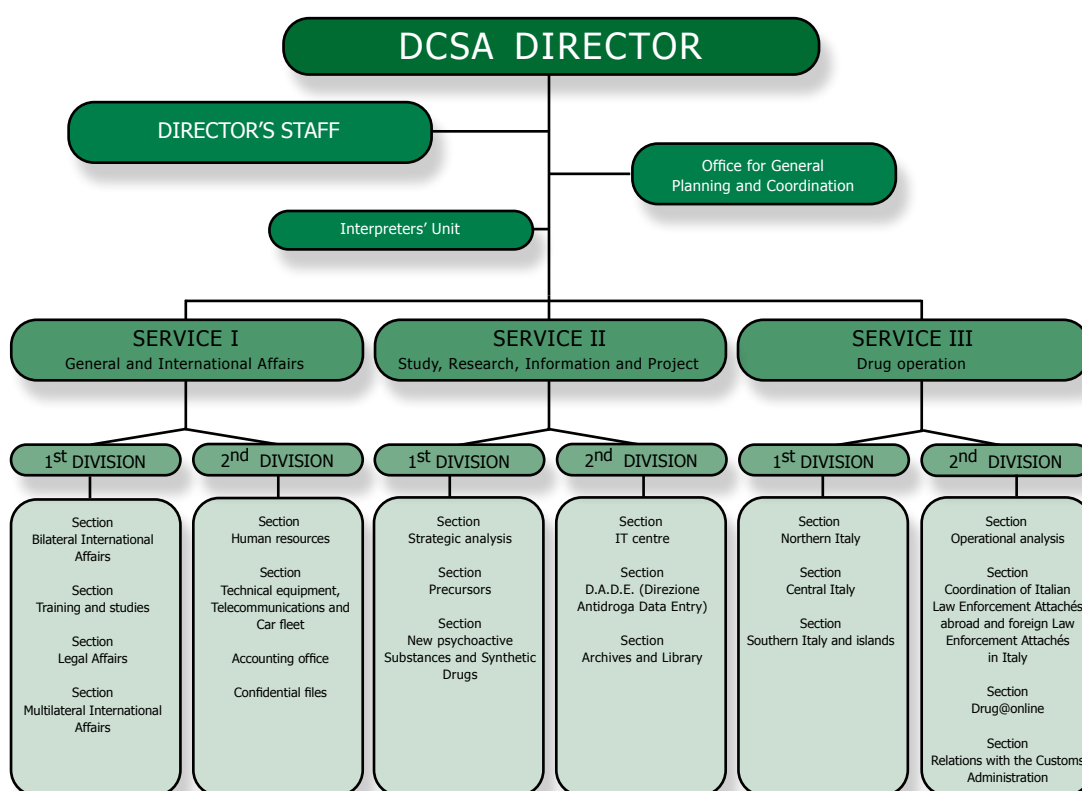 DCSA DIRECTOR
DIRECTOR'S STAFF
Office for General
Planning and Coordination
Interpreters' Unit
SERVICE I
General and International Affairs
SERVICE II
Study, Research, Information and Project
SERVICE III
Drug operation
1st DIVISION
2nd DIVISION
1st DIVISION
2nd DIVISION
1st DIVISION
2nd DIVISION
Section
Bilateral International
Affairs
Section
Training and studies
Section
Legal Affairs
Section
Multilateral International
Affairs
Section
Human resources
Section
Technical equipment,
Telecommunications and
Car fleet
Accounting office
Confidential files
Section
Strategic analysis
Section
Precursors
Section
New psychoactive
Substances and Synthetic
Drugs
Section
IT centre
Section
D.A.D.E. (Direzione
Antidroga Data Entry)
Section
Archives and Library
Section
Northern Italy
Section
Central Italy
Section
Southern Italy and islands
Section
Operational analysis
Section
Coordination of Italian
Law Enforcement Attachés
abroad and foreign Law
Enforcement Attachés
in Italy
Section
Drug@online
Section
Relations with the Customs
Administration